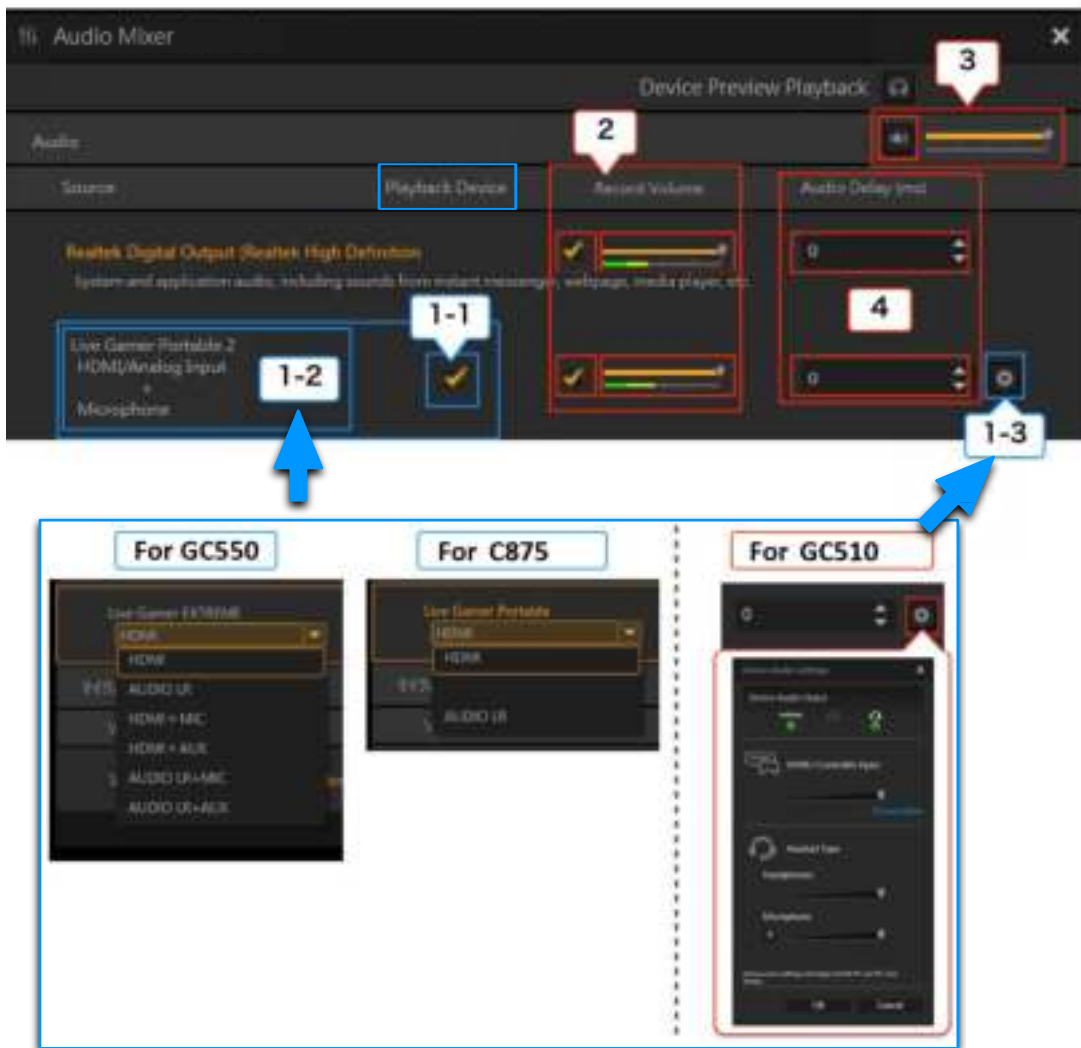 Audio Mixer
3
Device Preview Playback
2
Audio
Source Playback Device Record Volume Audio Delay (ms)
Realtek Digital Output (Realtek High Definition
0
System and application audio, including sounds from instant messenger, webpage, media player, etc.
1-1
4
Live Gamer Portable 2
HDMI/Analog Input
+
Microphone
1-2
0
1-3
For GC550
For C875
For GC510
Live Gamer EXTREME
HDMI
HDMI
AUDIO LR
HDMI + MIC
HDMI + AUX
AUDIO LR+MIC
AUDIO LR+AUX
Live Gamer Portable
HDMI
HDMI
AUDIO LR
0
Headphones
Microphone
OK Cancel